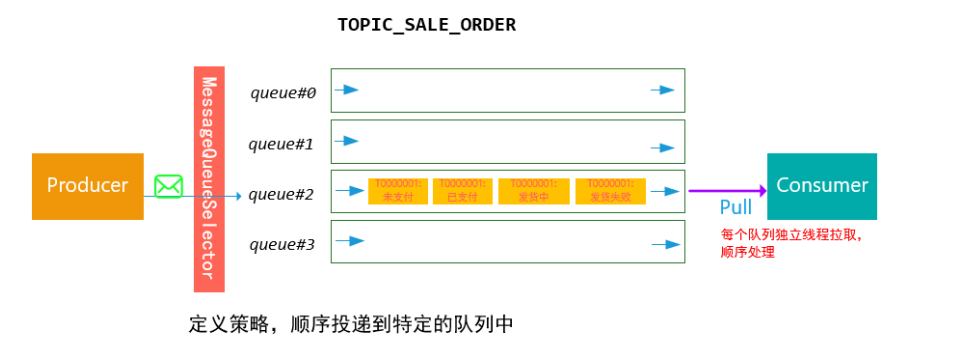 TOPIC_SALE_ORDER
Producer
MessageQueueSelector
queue#0
queue#1
queue#2
T0000001:
未支付
T0000001:
已支付
T0000001:
发货中
T0000001:
发货失败
queue#3
Pull
Consumer
每个队列独立线程拉取，
顺序处理
定义策略，顺序投递到特定的队列中